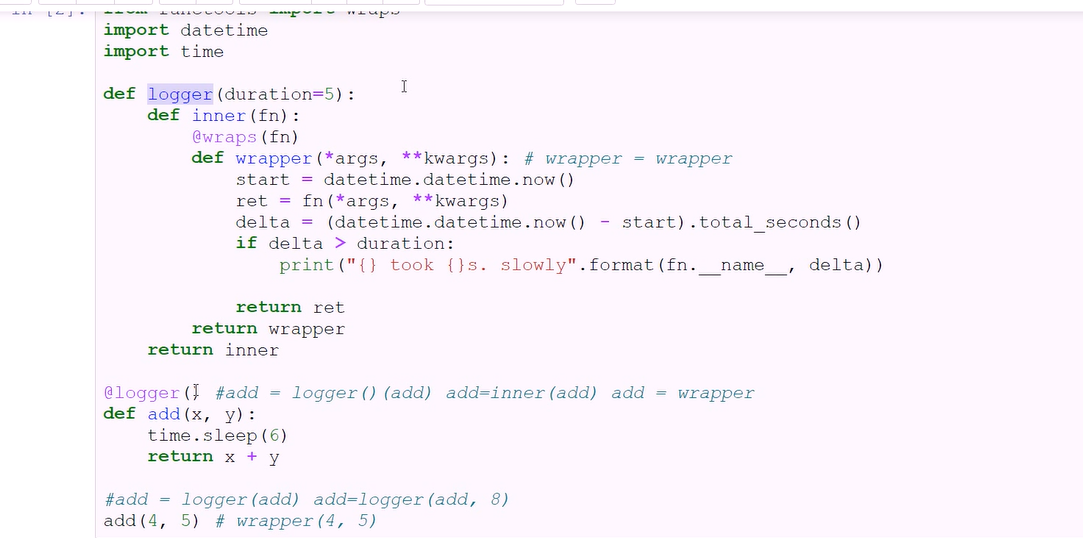 In [2]:
from functools import wraps
import datetime
import time
def logger(duration=5):
    def inner(fn):
        @wraps(fn)
        def wrapper(*args, **kwargs): # wrapper = wrapper
            start = datetime.datetime.now()
            ret = fn(*args, **kwargs)
            delta = (datetime.datetime.now() - start).total_seconds()
            if delta > duration:
                print("{} took {}s. slowly".format(fn.__name__, delta))
            return ret
        return wrapper
    return inner
@logger() #add = logger()(add) add=inner(add) add = wrapper
def add(x, y):
    time.sleep(6)
    return x + y
#add = logger(add) add=logger(add, 8)
add(4, 5) # wrapper(4, 5)